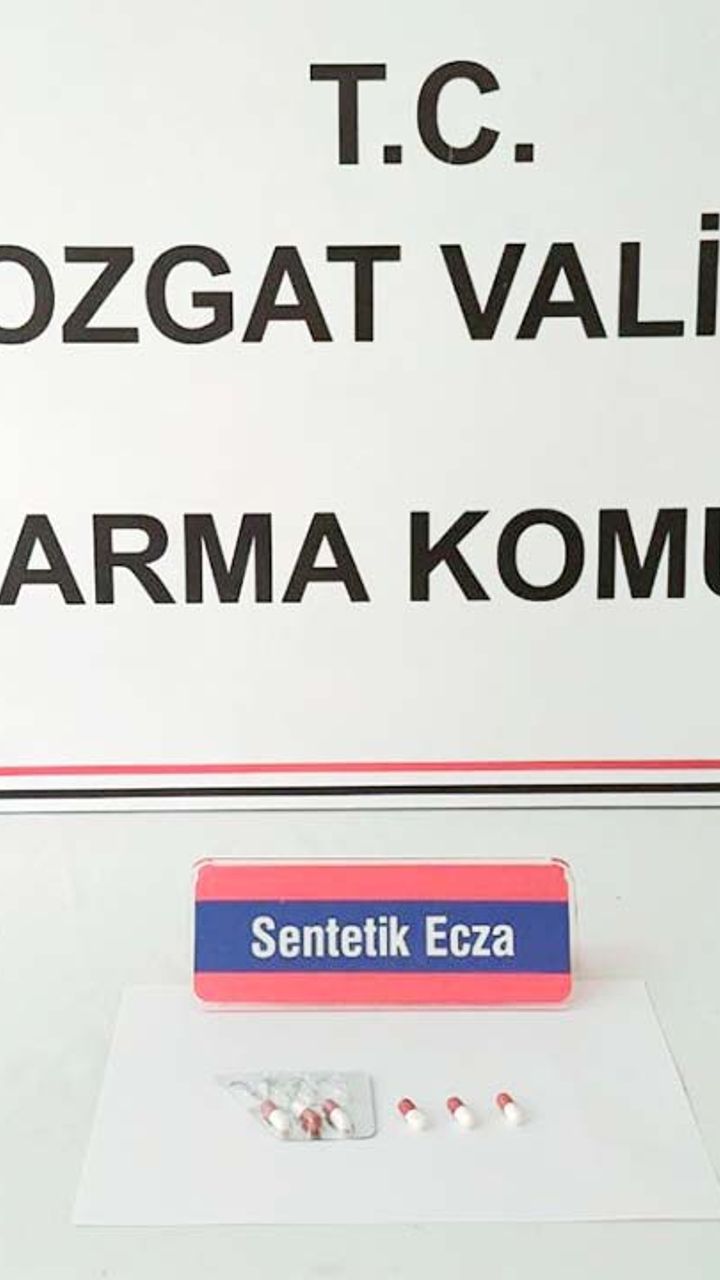 T.C.
OZGAT VALİ
ARMA KOMU
Sentetik Ecza